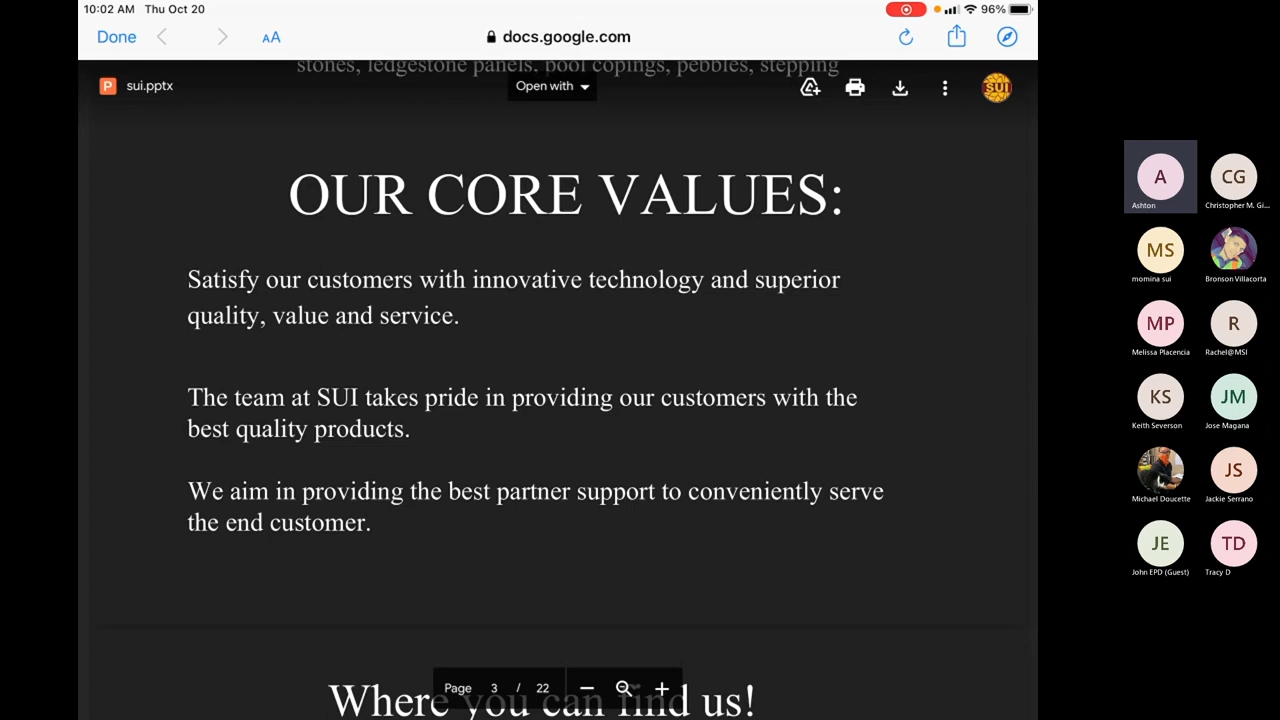 10:02 AM Thu Oct 20
96%
Done
AA
docs.google.com
stones, ledgestone panels, pool copings, pebbles, stepping
P
sui.pptx
Open with
SUI
OUR CORE VALUES:
Satisfy our customers with innovative technology and superior
quality, value and service.
The team at SUI takes pride in providing our customers with the
best quality products.
We aim in providing the best partner support to conveniently serve
the end customer.
Page 3 / 22
Where you can find us!
A
CG
Ashton
Christopher M. Gi...
MS
momina sui
Bronson Villacorta
MP
R
Melissa Placencia
Rachel@MSI
KS
JM
Keith Severson
Jose Magana
JS
Michael Doucette
Jackie Serrano
JE
TD
John EPD (Guest)
Tracy D